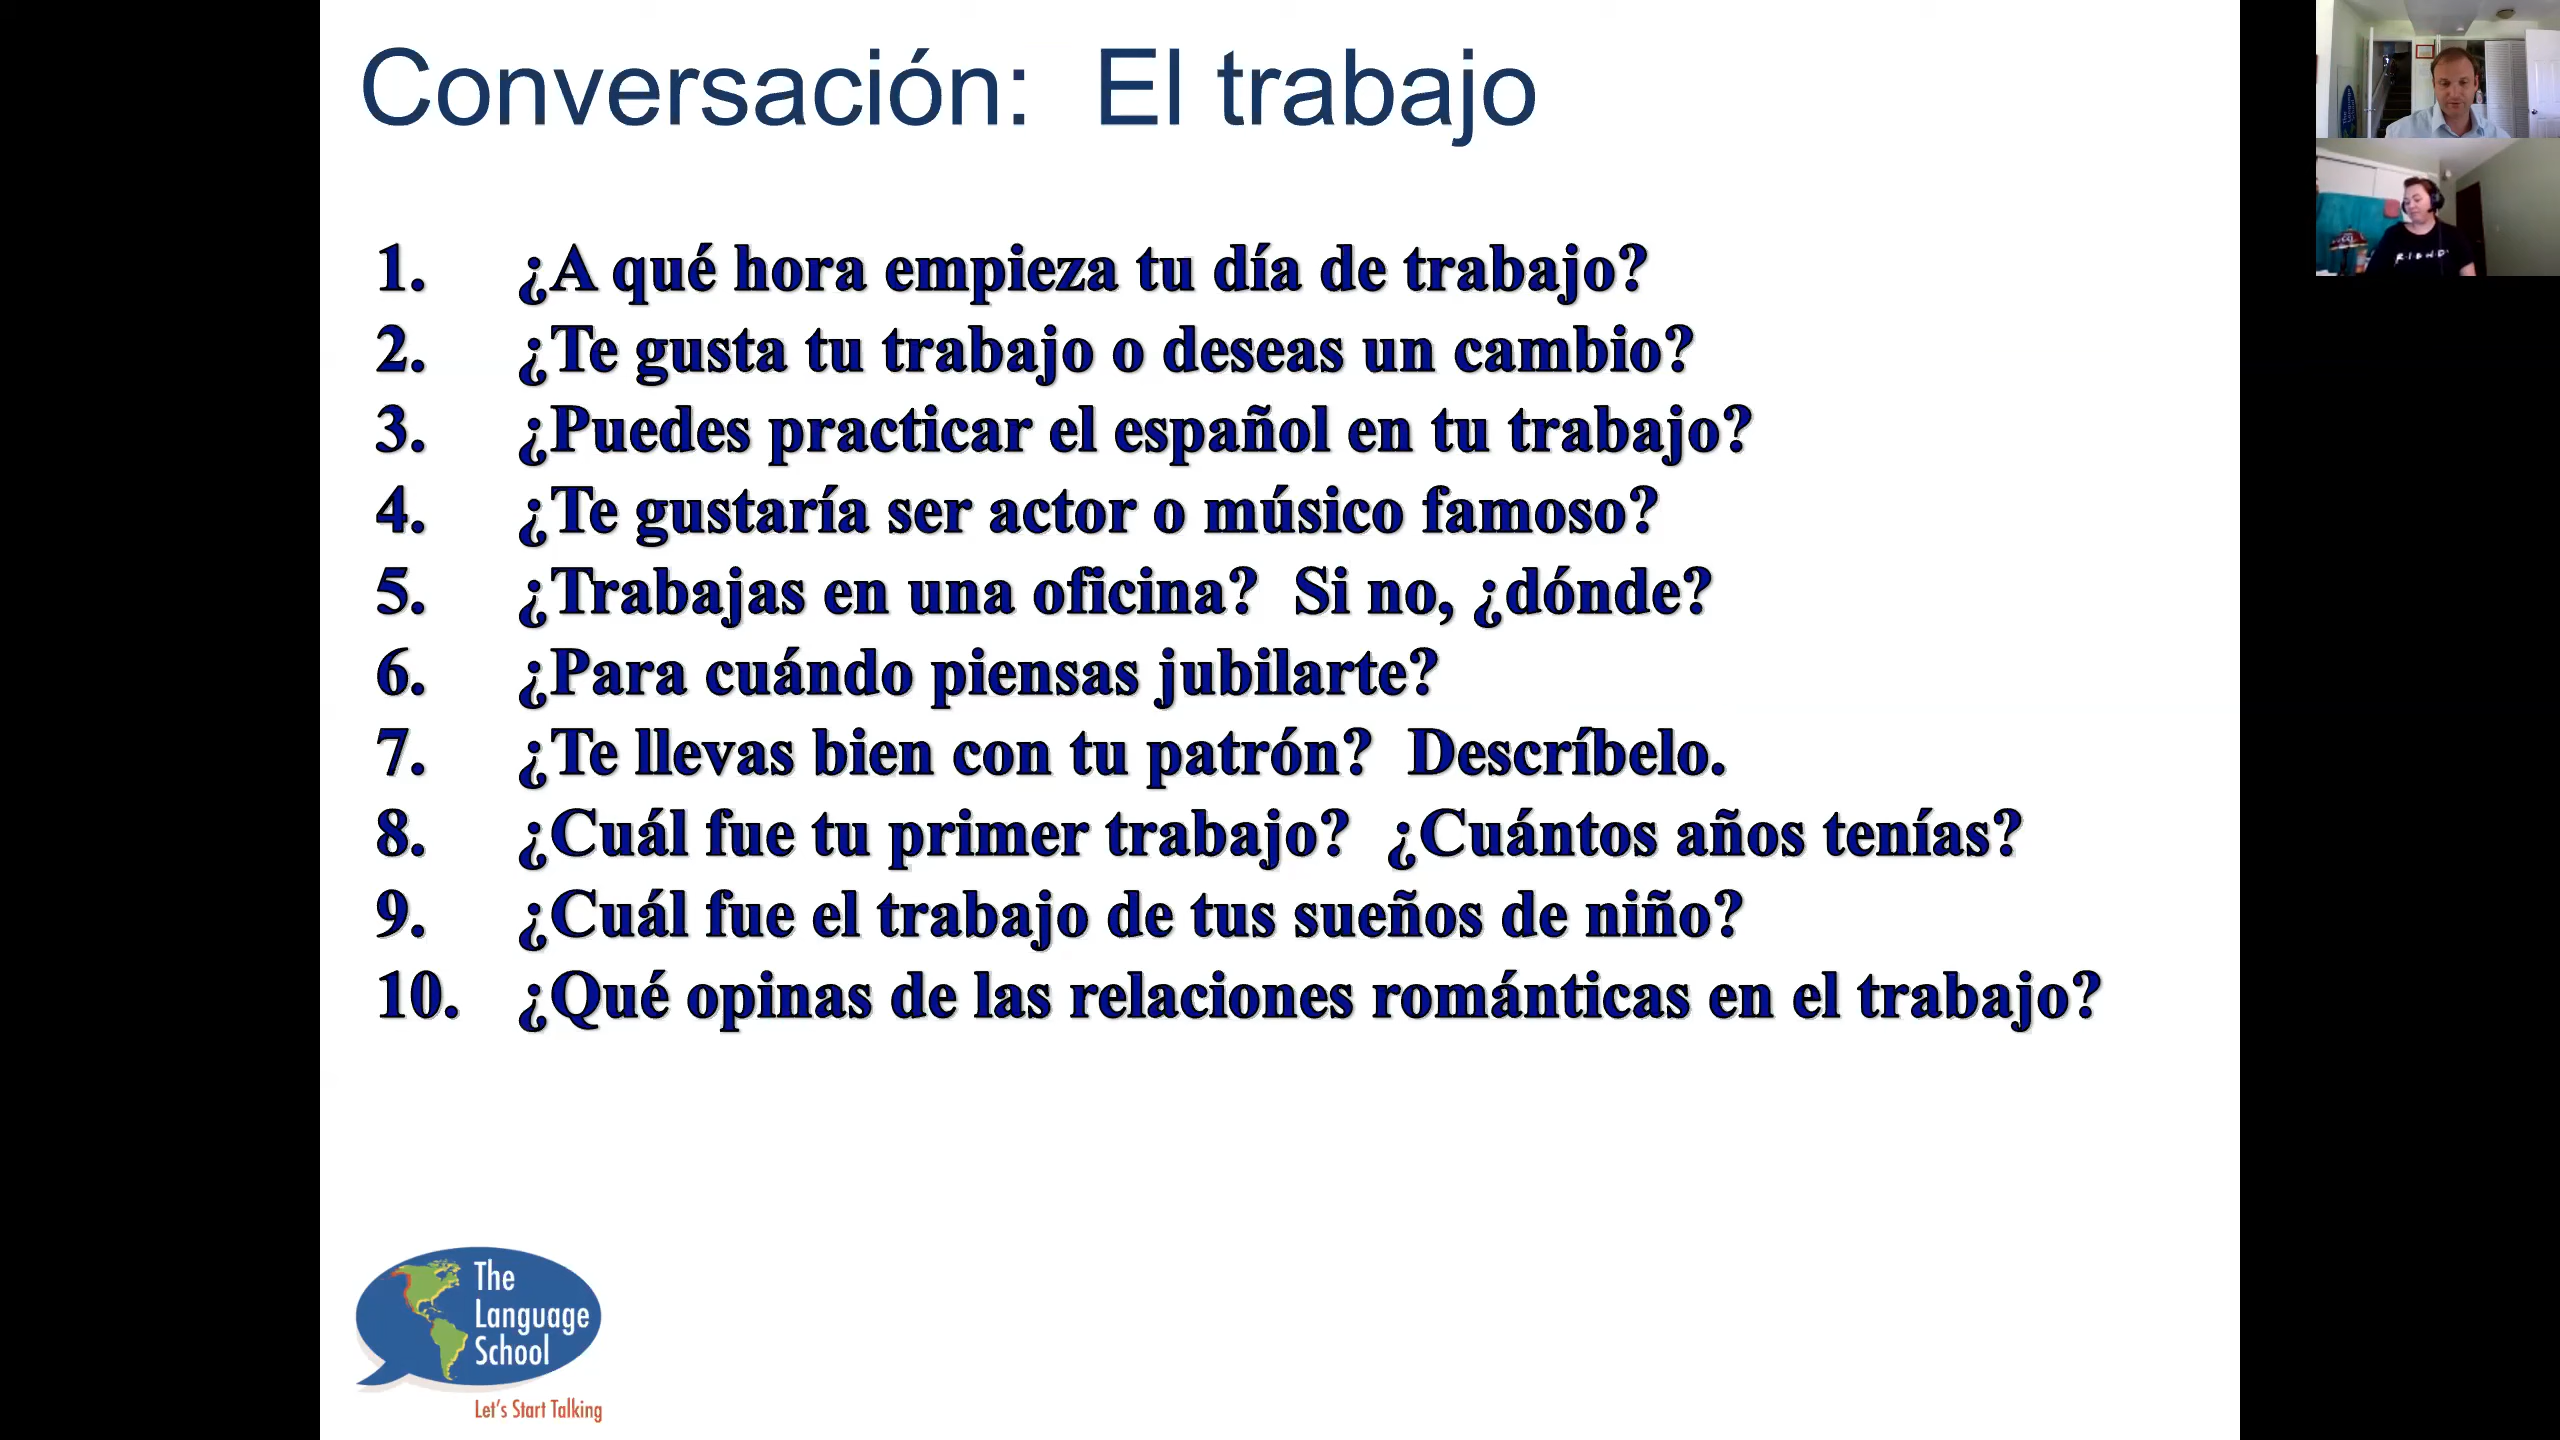 Conversación: El trabajo
1. ¿A qué hora empieza tu día de trabajo?
2. ¿Te gusta tu trabajo o deseas un cambio?
3. ¿Puedes practicar el español en tu trabajo?
4. ¿Te gustaría ser actor o músico famoso?
5. ¿Trabajas en una oficina? Si no, ¿dónde?
6. ¿Para cuándo piensas jubilarte?
7. ¿Te llevas bien con tu patrón? Descríbelo.
8. ¿Cuál fue tu primer trabajo? ¿Cuántos años tenías?
9. ¿Cuál fue el trabajo de tus sueños de niño?
10. ¿Qué opinas de las relaciones románticas en el trabajo?
The
Language
School
Let's Start Talking